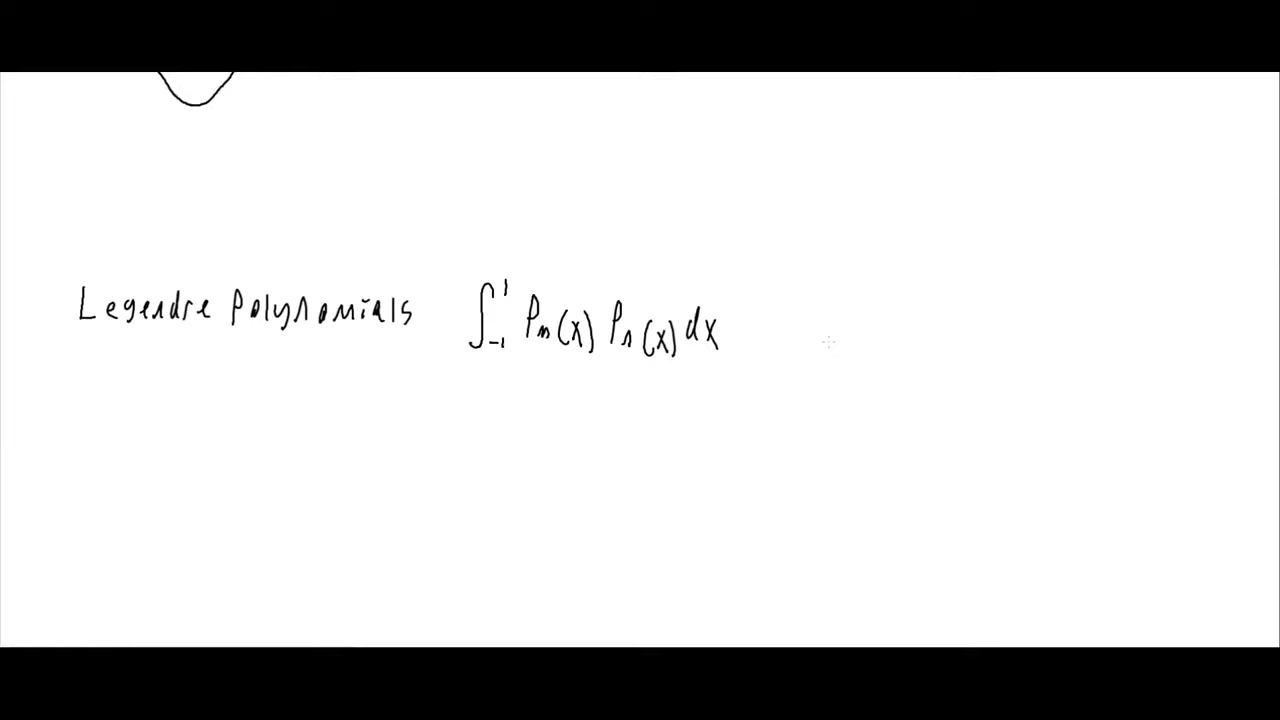 Legendre Polynomials ∫₋₁¹ Pₘ(x) Pₙ(x) dx